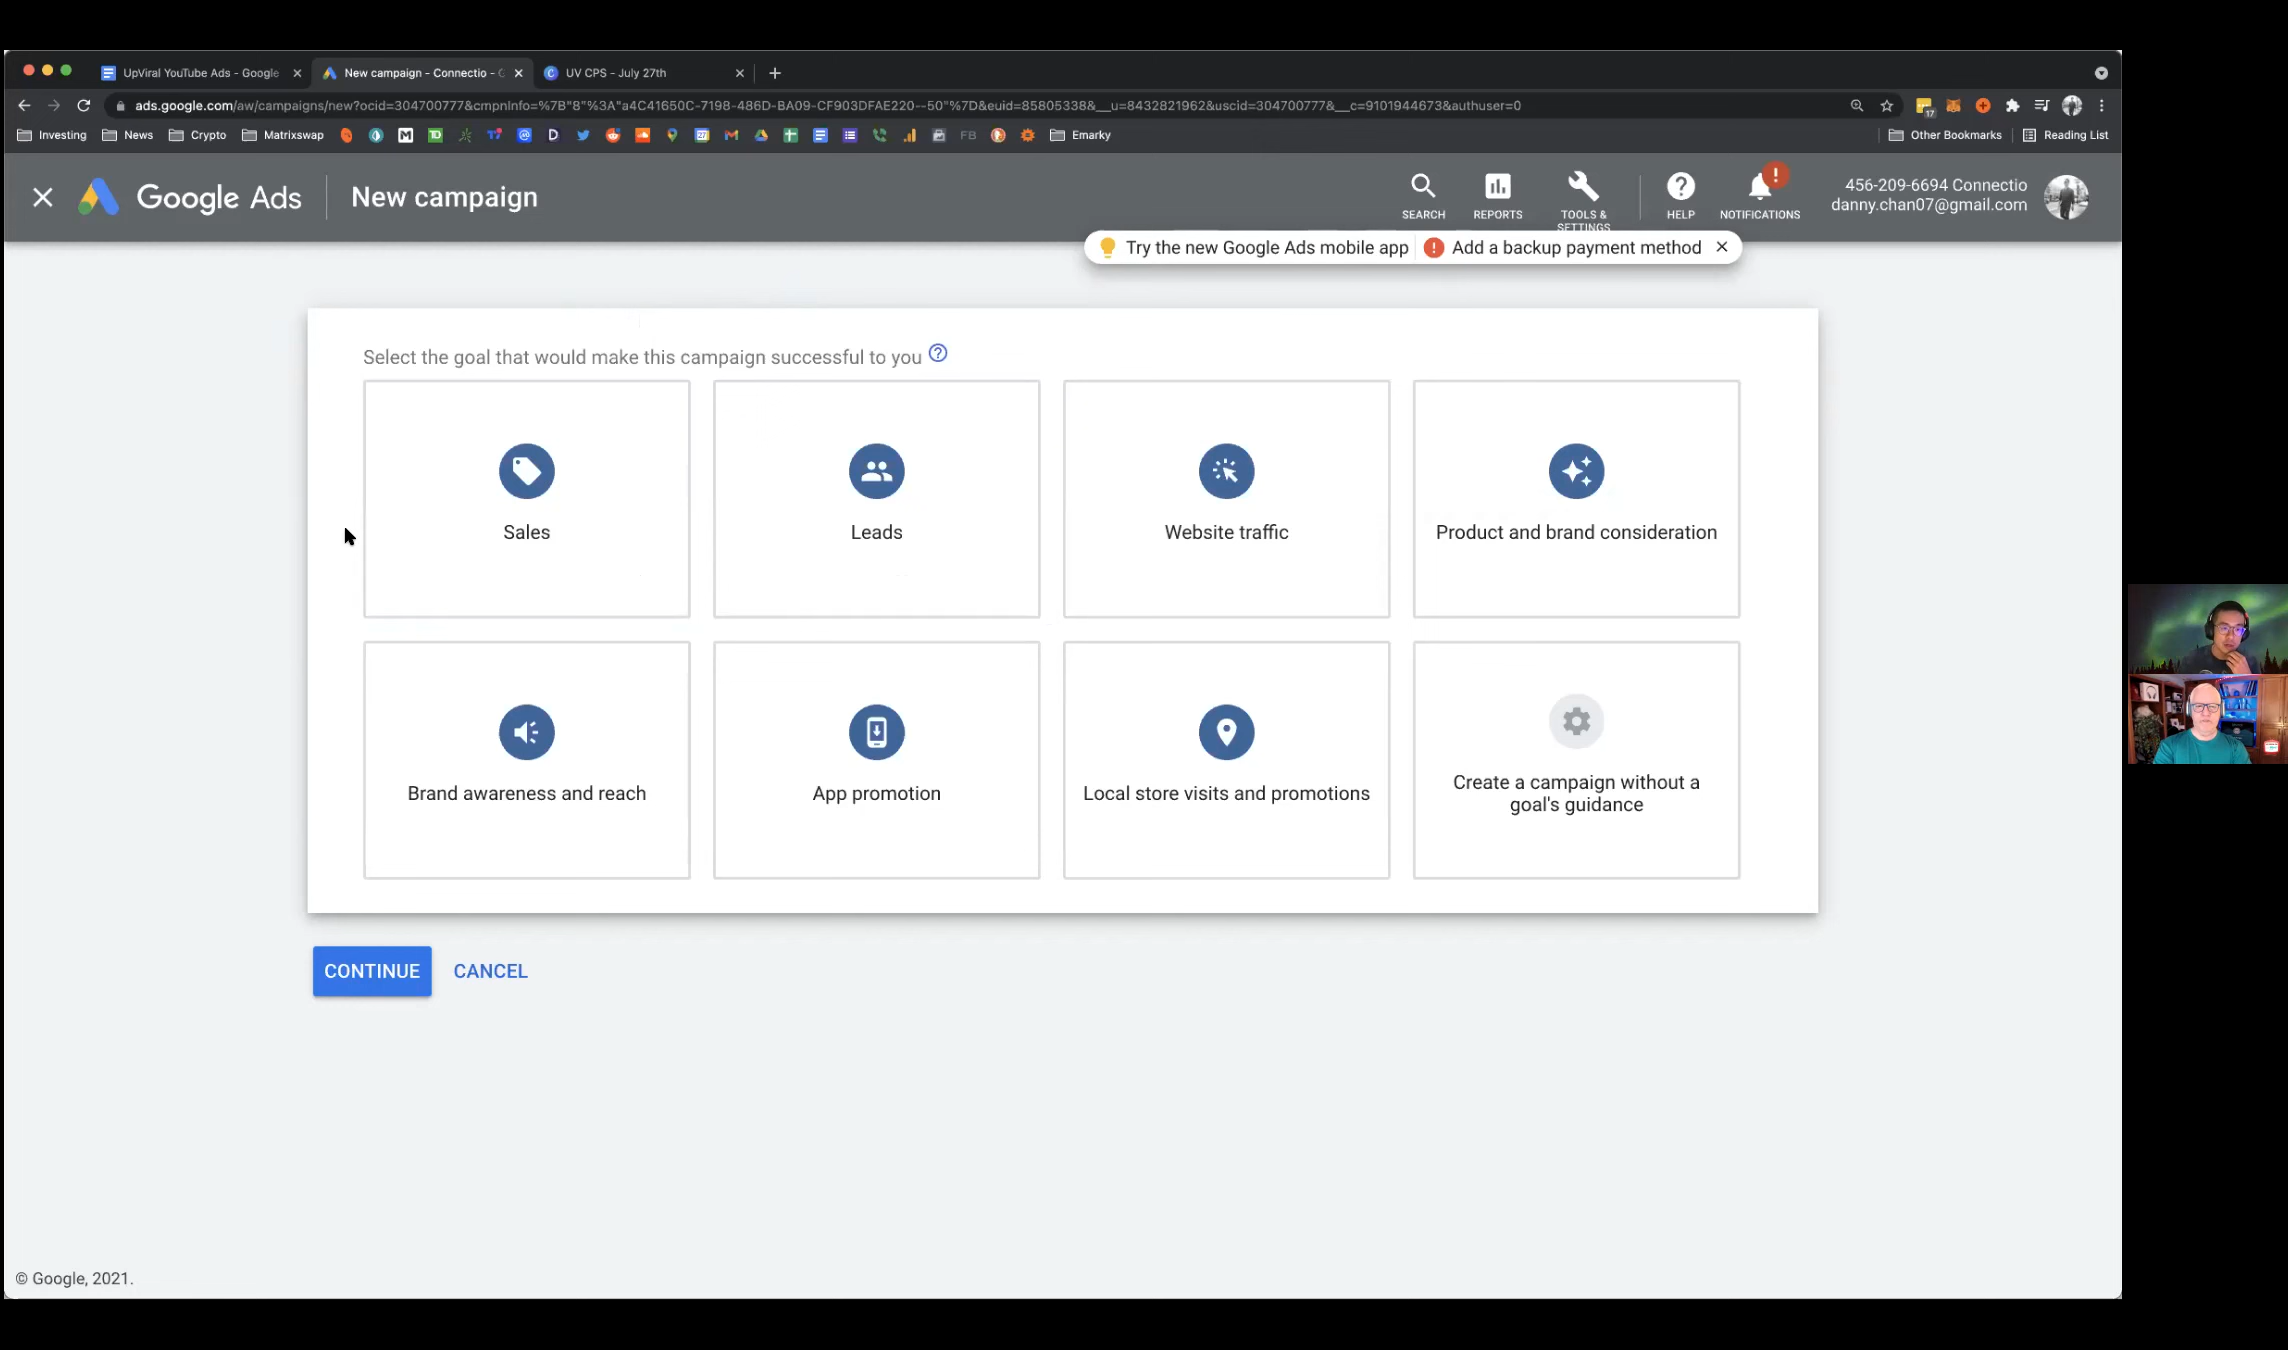 UpViral YouTube Ads - Google
New campaign - Connectio - G
UV CPS - July 27th
ads.google.com/aw/campaigns/new?ocid=304700777&cmpnInfo=%7B"8"%3A"a4C41650C-7198-486D-BA09-CF903DFAE220--50"%7D&euid=85805338&__u=8432821962&uscid=304700777&__c=9101944673&authuser=0
17
Investing
News
Crypto
Matrixswap
FB
Emarky
Other Bookmarks
Reading List
Google Ads
New campaign
SEARCH
REPORTS
TOOLS &
SETTINGS
HELP
NOTIFICATIONS
456-209-6694 Connectio
danny.chan07@gmail.com
Try the new Google Ads mobile app
Add a backup payment method
Select the goal that would make this campaign successful to you
Sales
Leads
Website traffic
Product and brand consideration
Brand awareness and reach
App promotion
Local store visits and promotions
Create a campaign without a
goal's guidance
CONTINUE
CANCEL
© Google, 2021.